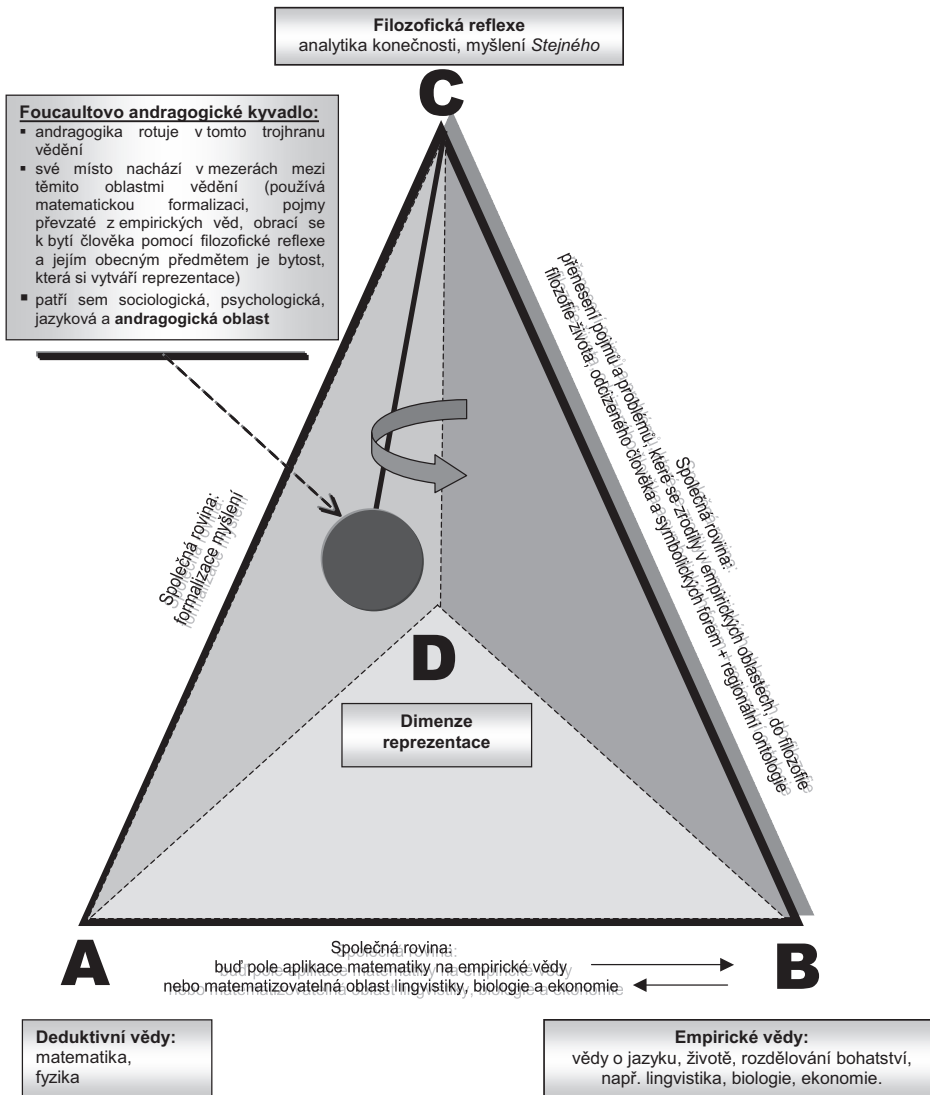 Filozofická reflexe
analytika konečnosti, myšlení Stejného
C
Foucaultovo andragogické kyvadlo:
▪ andragogika rotuje v tomto trojhranu
vědění
▪ své místo nachází v mezerách mezi
těmito oblastmi vědění (používá
matematickou formalizaci, pojmy
převzaté z empirických věd, obrací se
k bytí člověka pomocí filozofické reflexe
a jejím obecným předmětem je bytost,
která si vytváří reprezentace)
▪ patří sem sociologická, psychologická,
jazyková a andragogická oblast
Společná rovina:
formalizace myšlení
Společná rovina:
přenesení pojmů a problémů, které se zrodily v empirických oblastech, do filozofie
filozofie života, odcizeného člověka a symbolických forem + regionální ontologie
D
Dimenze
reprezentace
A
B
Společná rovina:
buď pole aplikace matematiky na empirické vědy
nebo matematizovatelná oblast lingvistiky, biologie a ekonomie
Deduktivní vědy:
matematika,
fyzika
Empirické vědy:
vědy o jazyku, životě, rozdělování bohatství,
např. lingvistika, biologie, ekonomie.